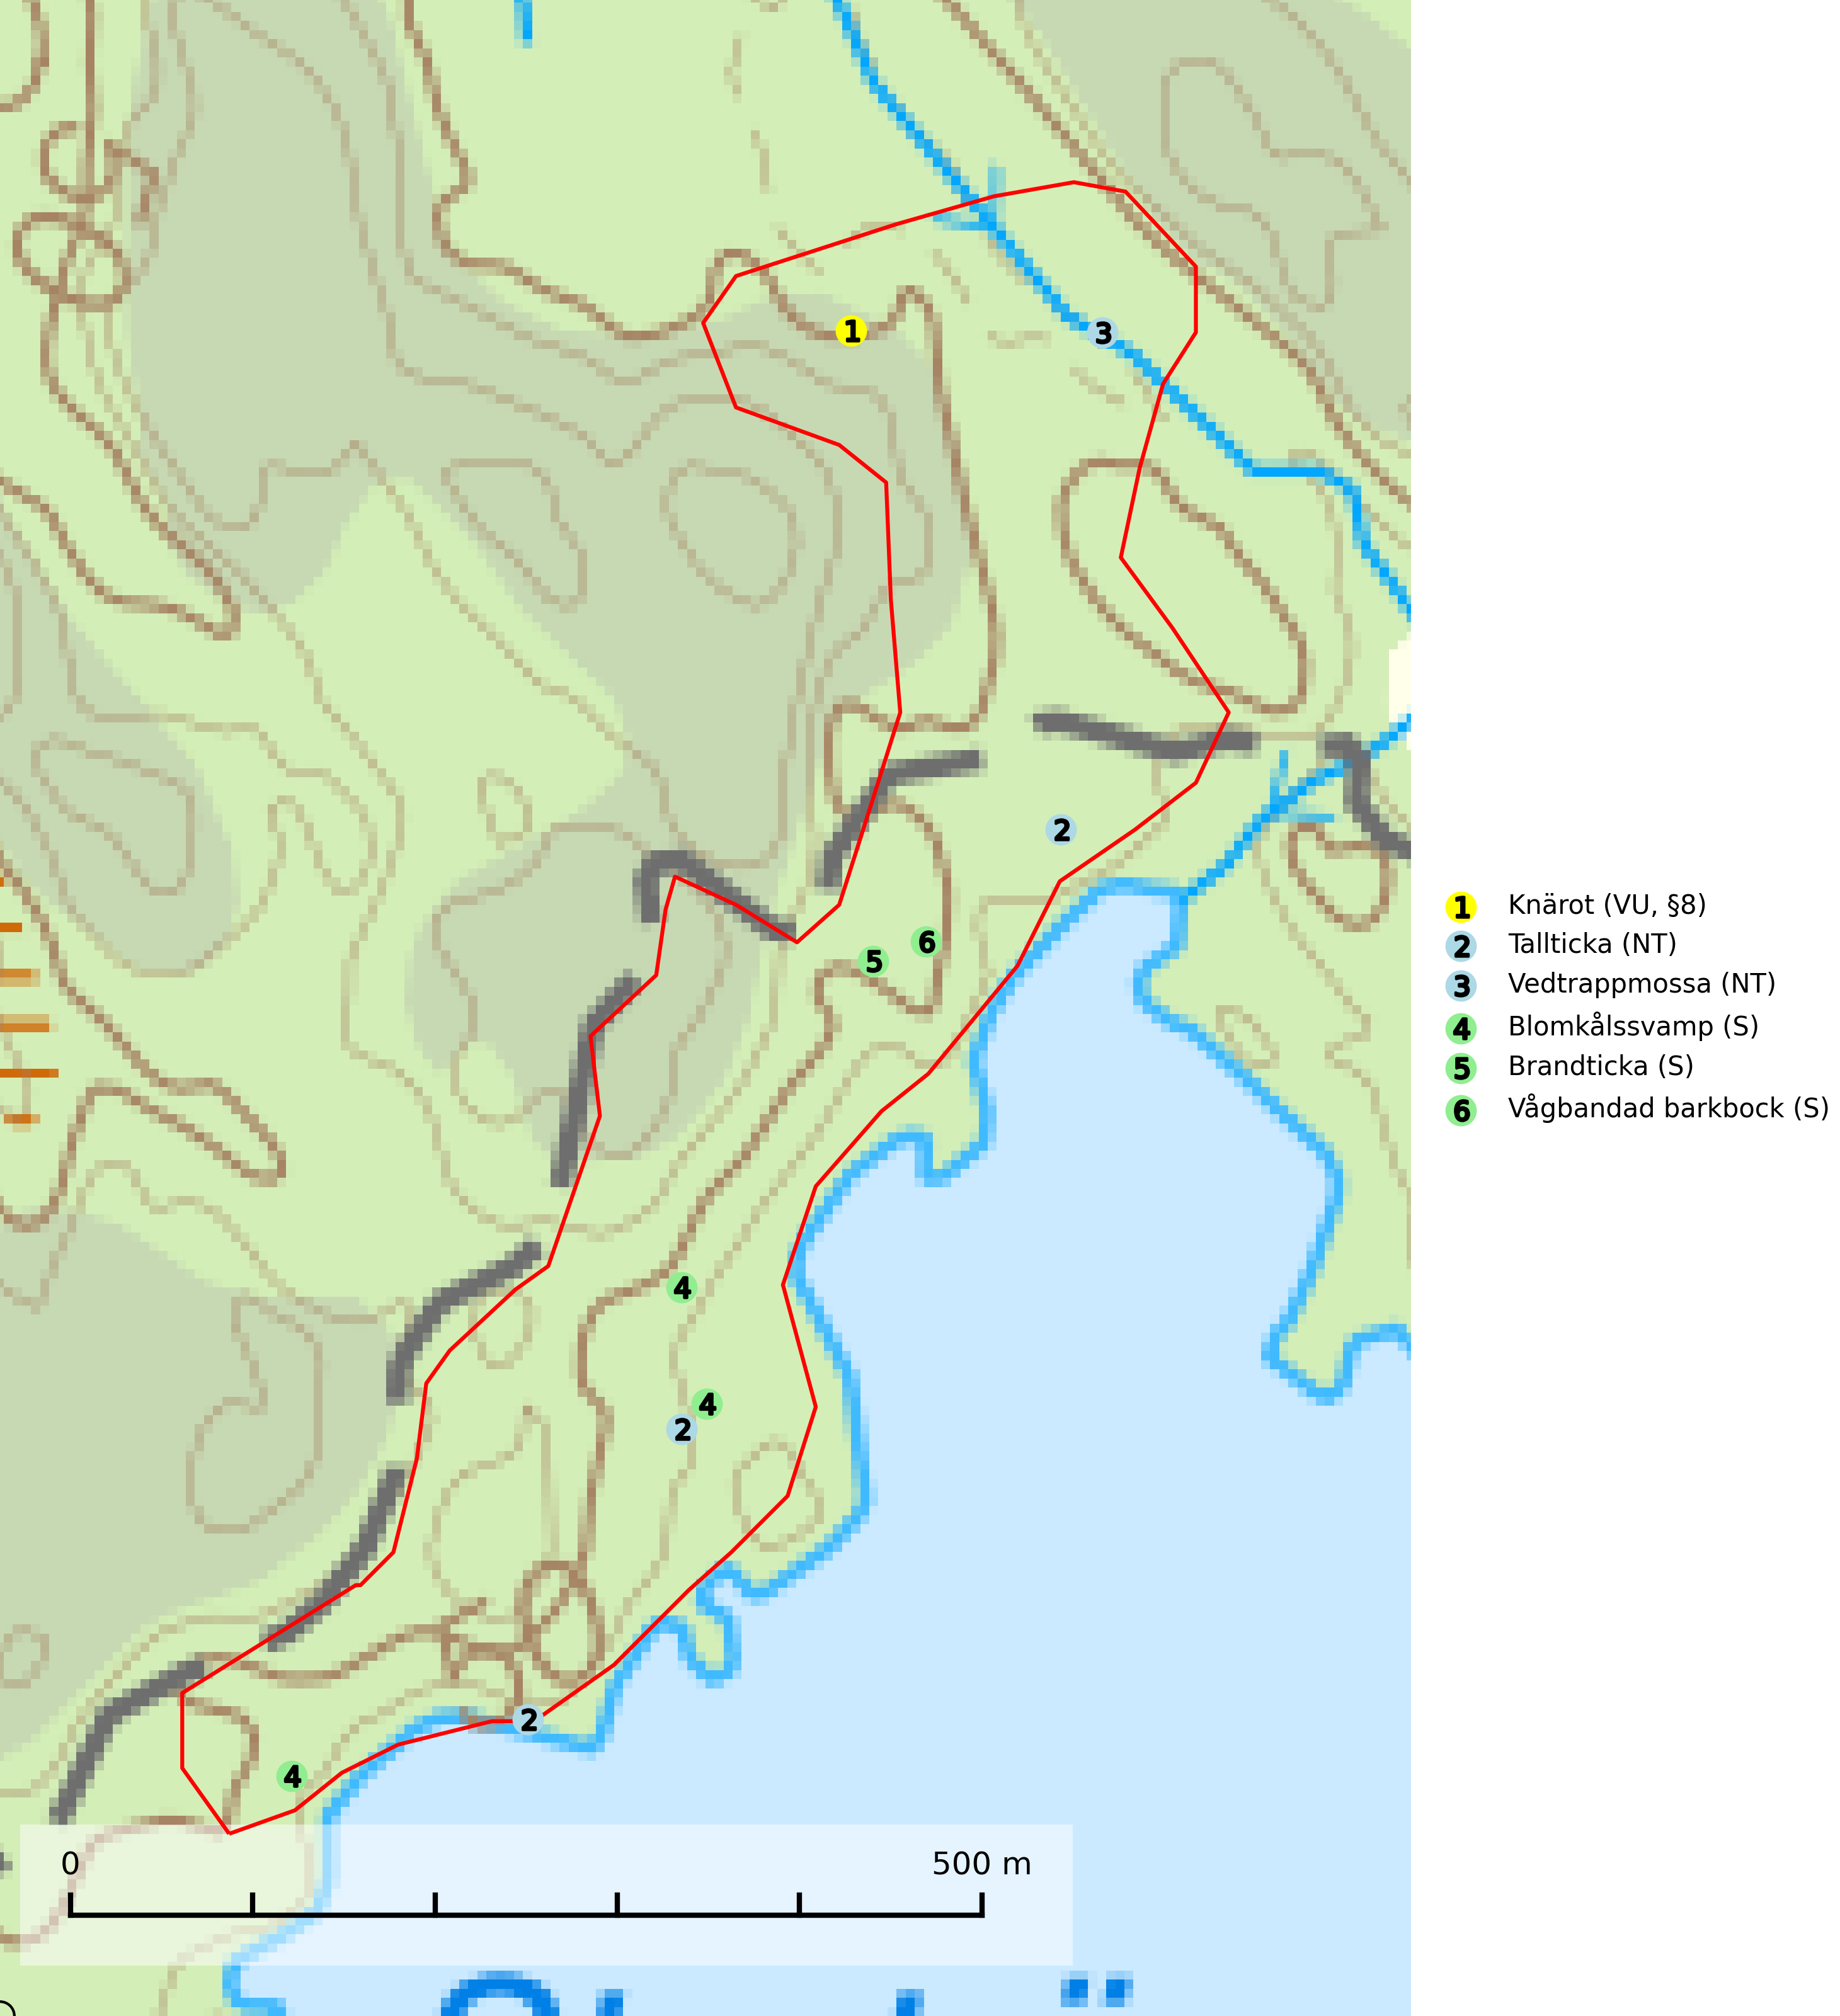 1
3
2
6
5
4
4
2
2
4
0 500 m
1 Knärot (VU, §8)
2 Tallticka (NT)
3 Vedtrappmossa (NT)
4 Blomkålssvamp (S)
5 Brandticka (S)
6 Vågbandad barkbock (S)